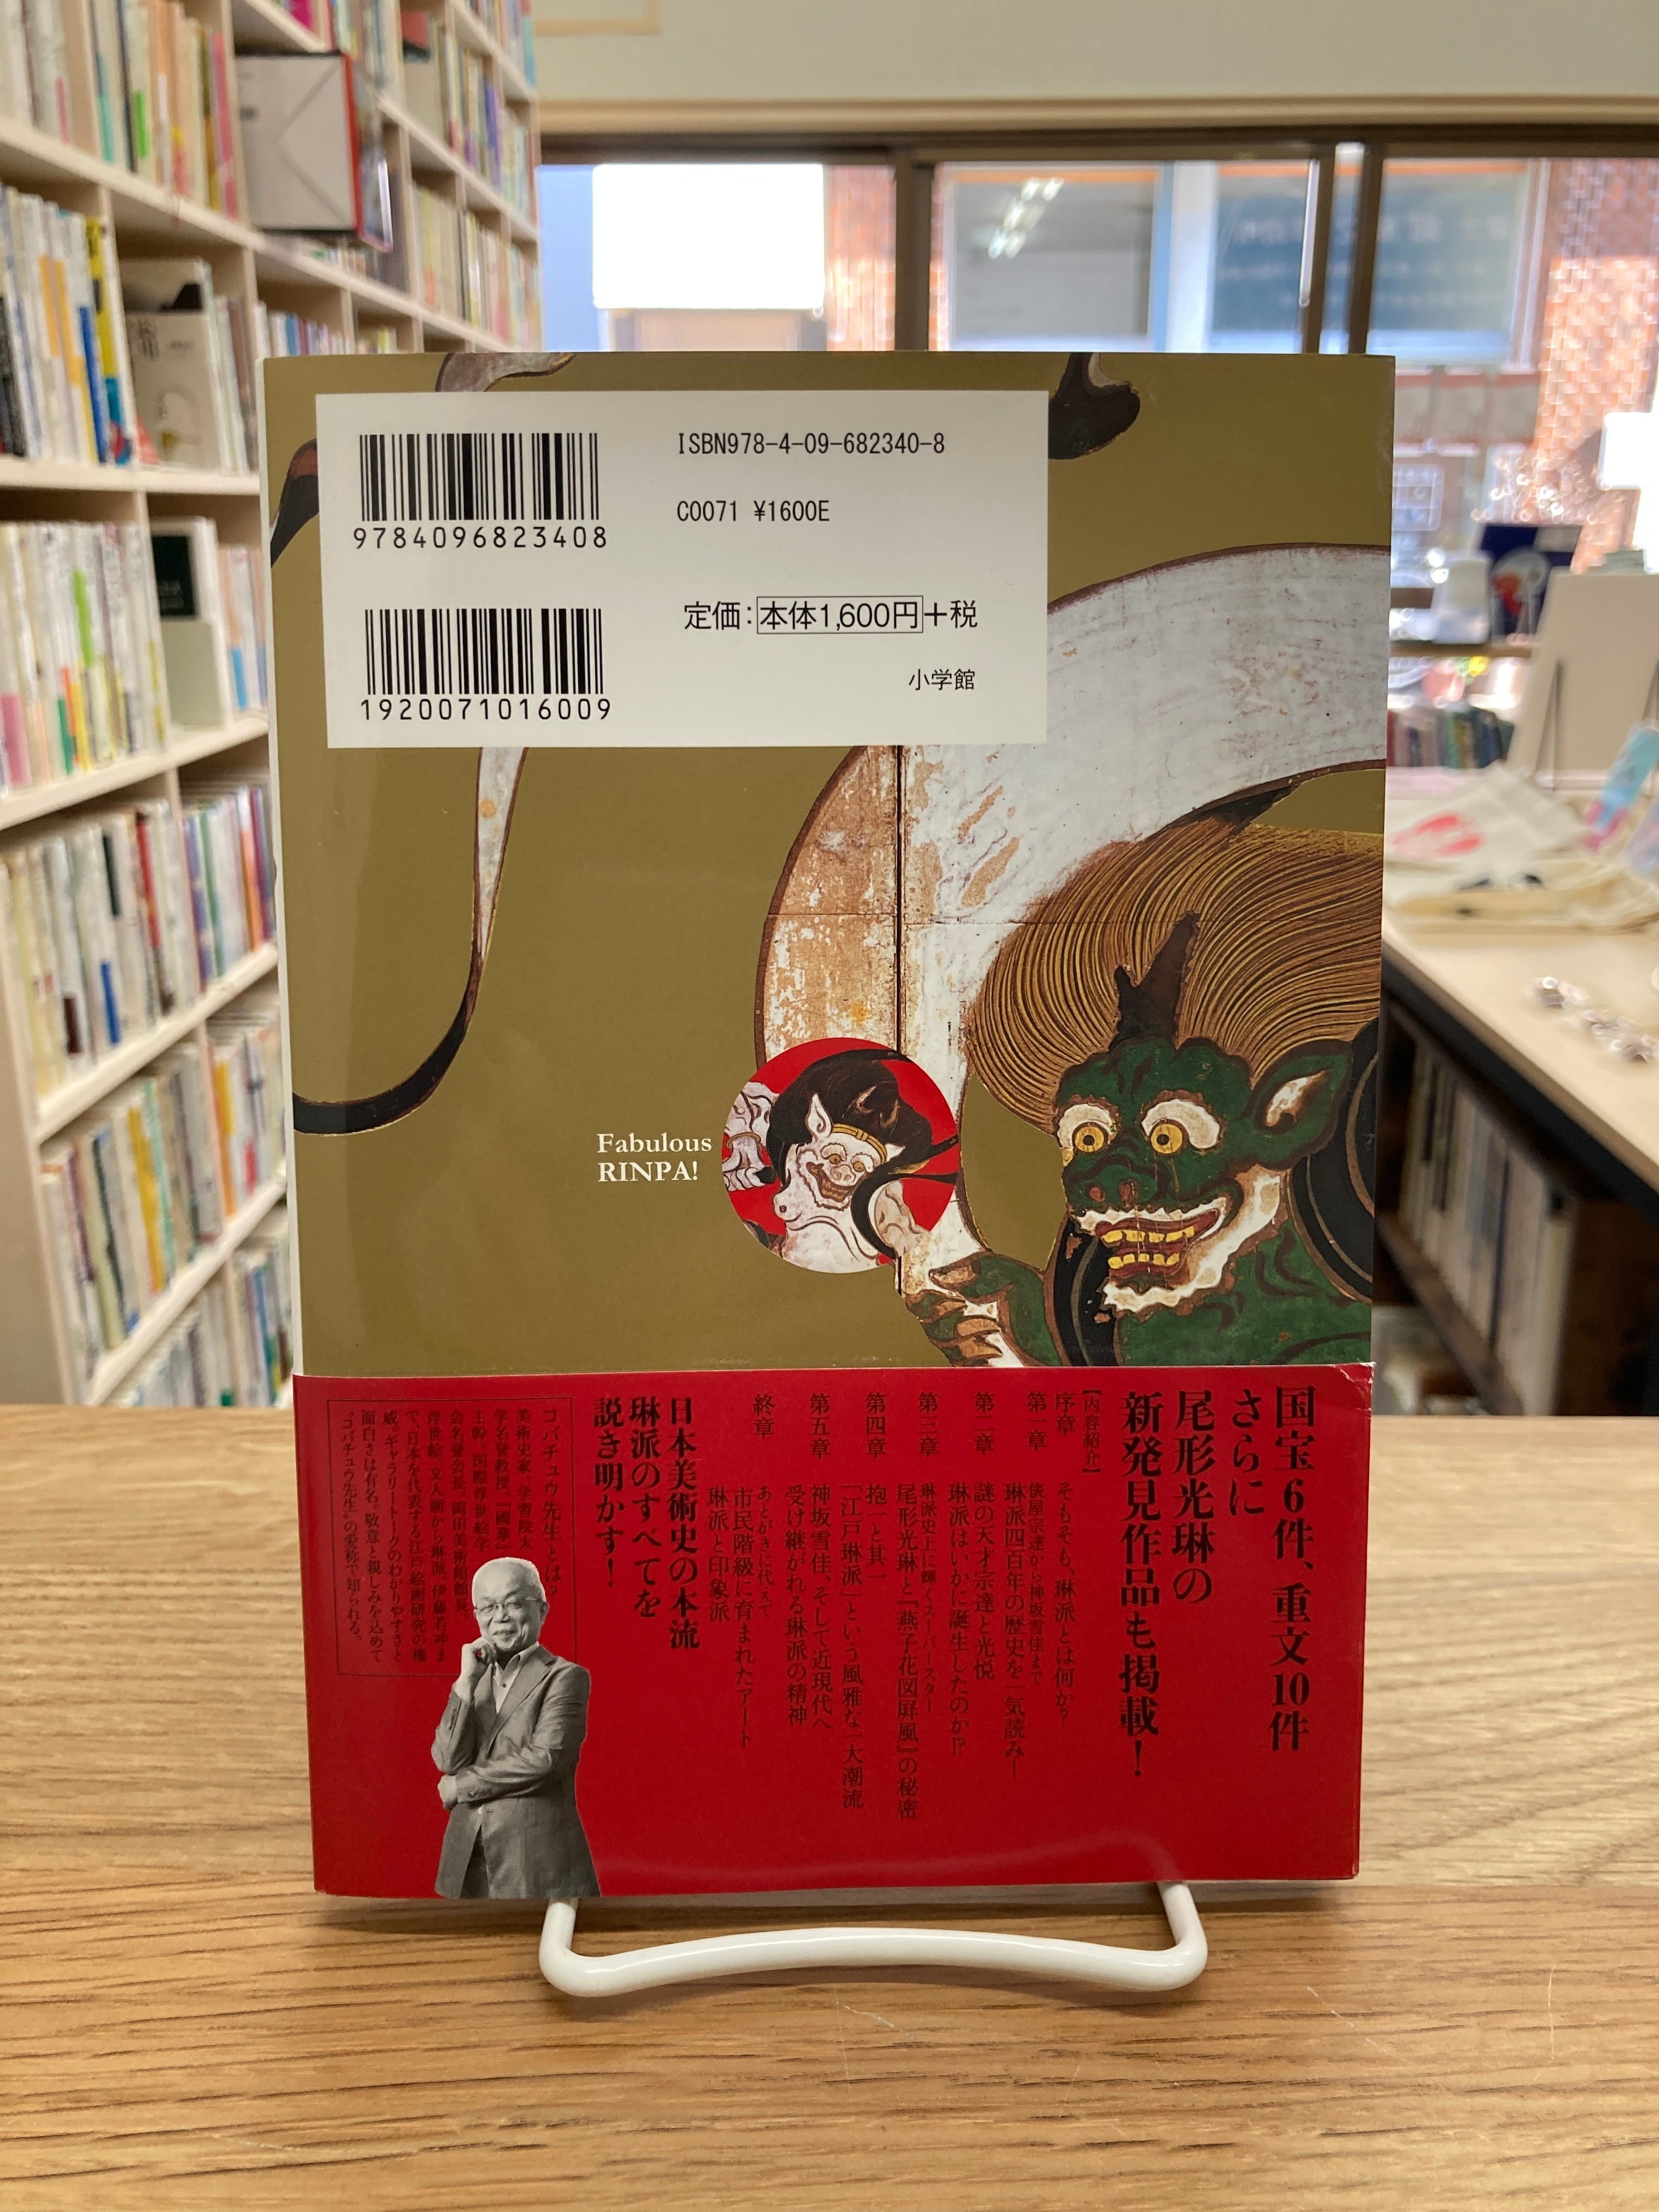 ISBN978-4-09-682340-8
C0071 ¥1600E
9784096823408
定価:本体1,600円+税
1920071016009
小学館
Fabulous
RINPA!
国宝6件、重文10件
さらに
尾形光琳の
新発見作品も掲載!
【内容紹介】
序章
そもそも、琳派とは何か?
第一章
俵屋宗達から神坂雪佳まで
琳派四百年の歴史を一気読み!
第二章
謎の天才宗達と光悦
琳派はいかに誕生したのか!?
第三章
琳派史上に輝くスーパースター
尾形光琳と「燕子花図屏風」の秘密
第四章
抱一と其一
「江戸琳派」という風雅な一大潮流
第五章
神坂雪佳、そして近現代へ
受け継がれる琳派の精神
終章
あとがきに代えて
市民階級に育まれたアート
琳派と印象派
日本美術史の本流
琳派のすべてを
説き明かす!
コバチュウ先生とは?
美術史家。学習院大
学名誉教授、『國華』
主幹、国際浮世絵学
会名誉会長、岡田美術館館長。
浮世絵、文人画から琳派、伊藤若冲ま
で、日本を代表する江戸絵画研究の権
威。ギャラリートークのわかりやすさと
面白さは有名。敬意と親しみを込めて
“コバチュウ先生”の愛称で知られる。